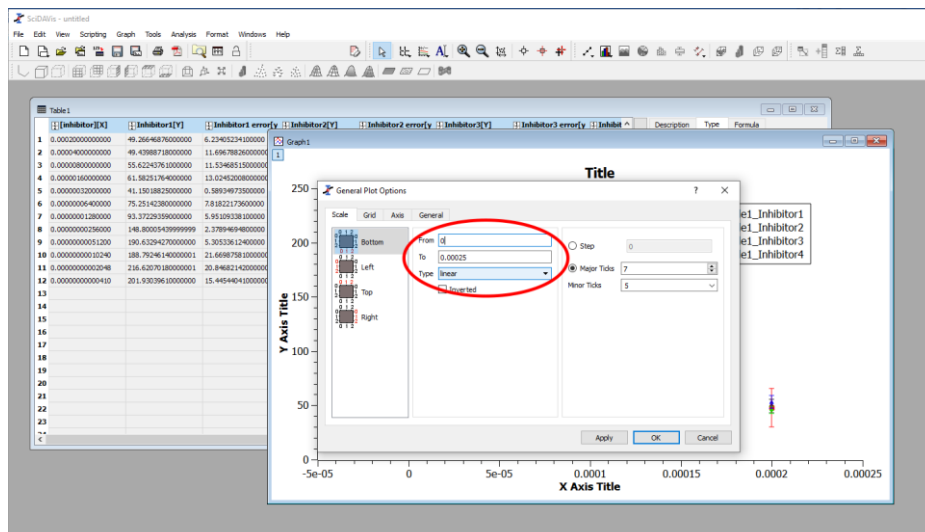 SciDAVis - untitled
File Edit View Scripting Graph Tools Analysis Format Windows Help
Table1
[inhibitor][X] Inhibitor1[Y] Inhibitor1 error[y Inhibitor2[Y] Inhibitor2 error[y Inhibitor3[Y] Inhibitor3 error[y Inhibit
Description Type Formula
1 0.00020000000000 49.26646876000000 6.23405234100000
2 0.00004000000000 49.43988718000000 11.69678826000000
3 0.00000800000000 55.62243761000000 11.53468515000000
4 0.00000160000000 61.58251764000000 13.02452008000000
5 0.00000032000000 41.15018825000000 0.58934973500000
6 0.00000006400000 75.25142380000000 7.81822173600000
7 0.00000001280000 93.37229359000000 5.95109338100000
8 0.00000000256000 148.80005439999999 2.37894694800000
9 0.00000000051200 190.63294270000000 5.30533612400000
10 0.00000000010240 188.79246140000001 21.66987581000000
11 0.00000000002048 216.62070180000001 20.84682142000000
12 0.00000000000410 201.93039610000000 15.44544041000000
13
14
15
16
17
18
19
20
21
22
23
Graph1
1
Title
General Plot Options
Scale Grid Axis General
Bottom
Left
Top
Right
From 0
To 0.00025
Type linear
Inverted
Step 0
Major Ticks 7
Minor Ticks 5
Apply OK Cancel
e1_Inhibitor1
e1_Inhibitor2
e1_Inhibitor3
e1_Inhibitor4
Y Axis Title
250
200
150
100
50
0
-5e-05 0 5e-05 0.0001 0.00015 0.0002 0.00025
X Axis Title